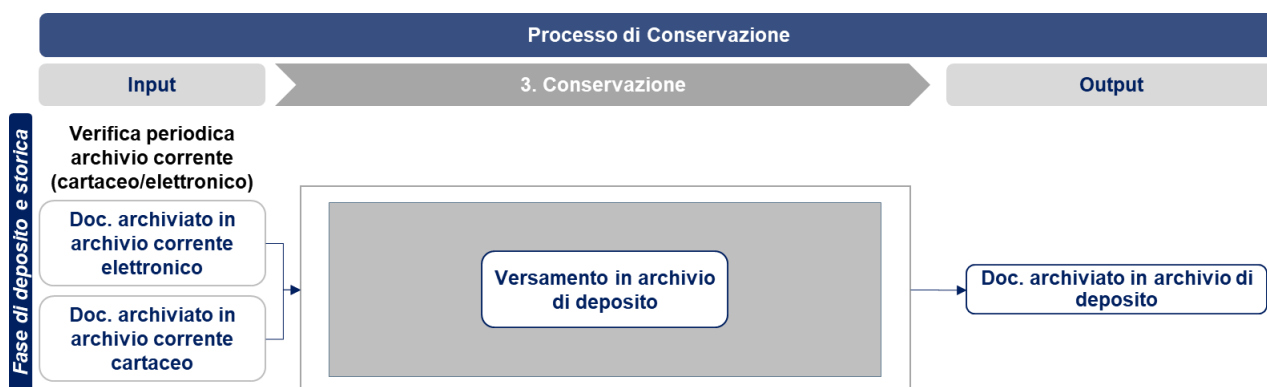 Processo di Conservazione
Input
3. Conservazione
Output
Fase di deposito e storica
Verifica periodica
archivio corrente
(cartaceo/elettronico)
Doc. archiviato in
archivio corrente
elettronico
Doc. archiviato in
archivio corrente
cartaceo
Versamento in archivio
di deposito
Doc. archiviato in archivio di
deposito